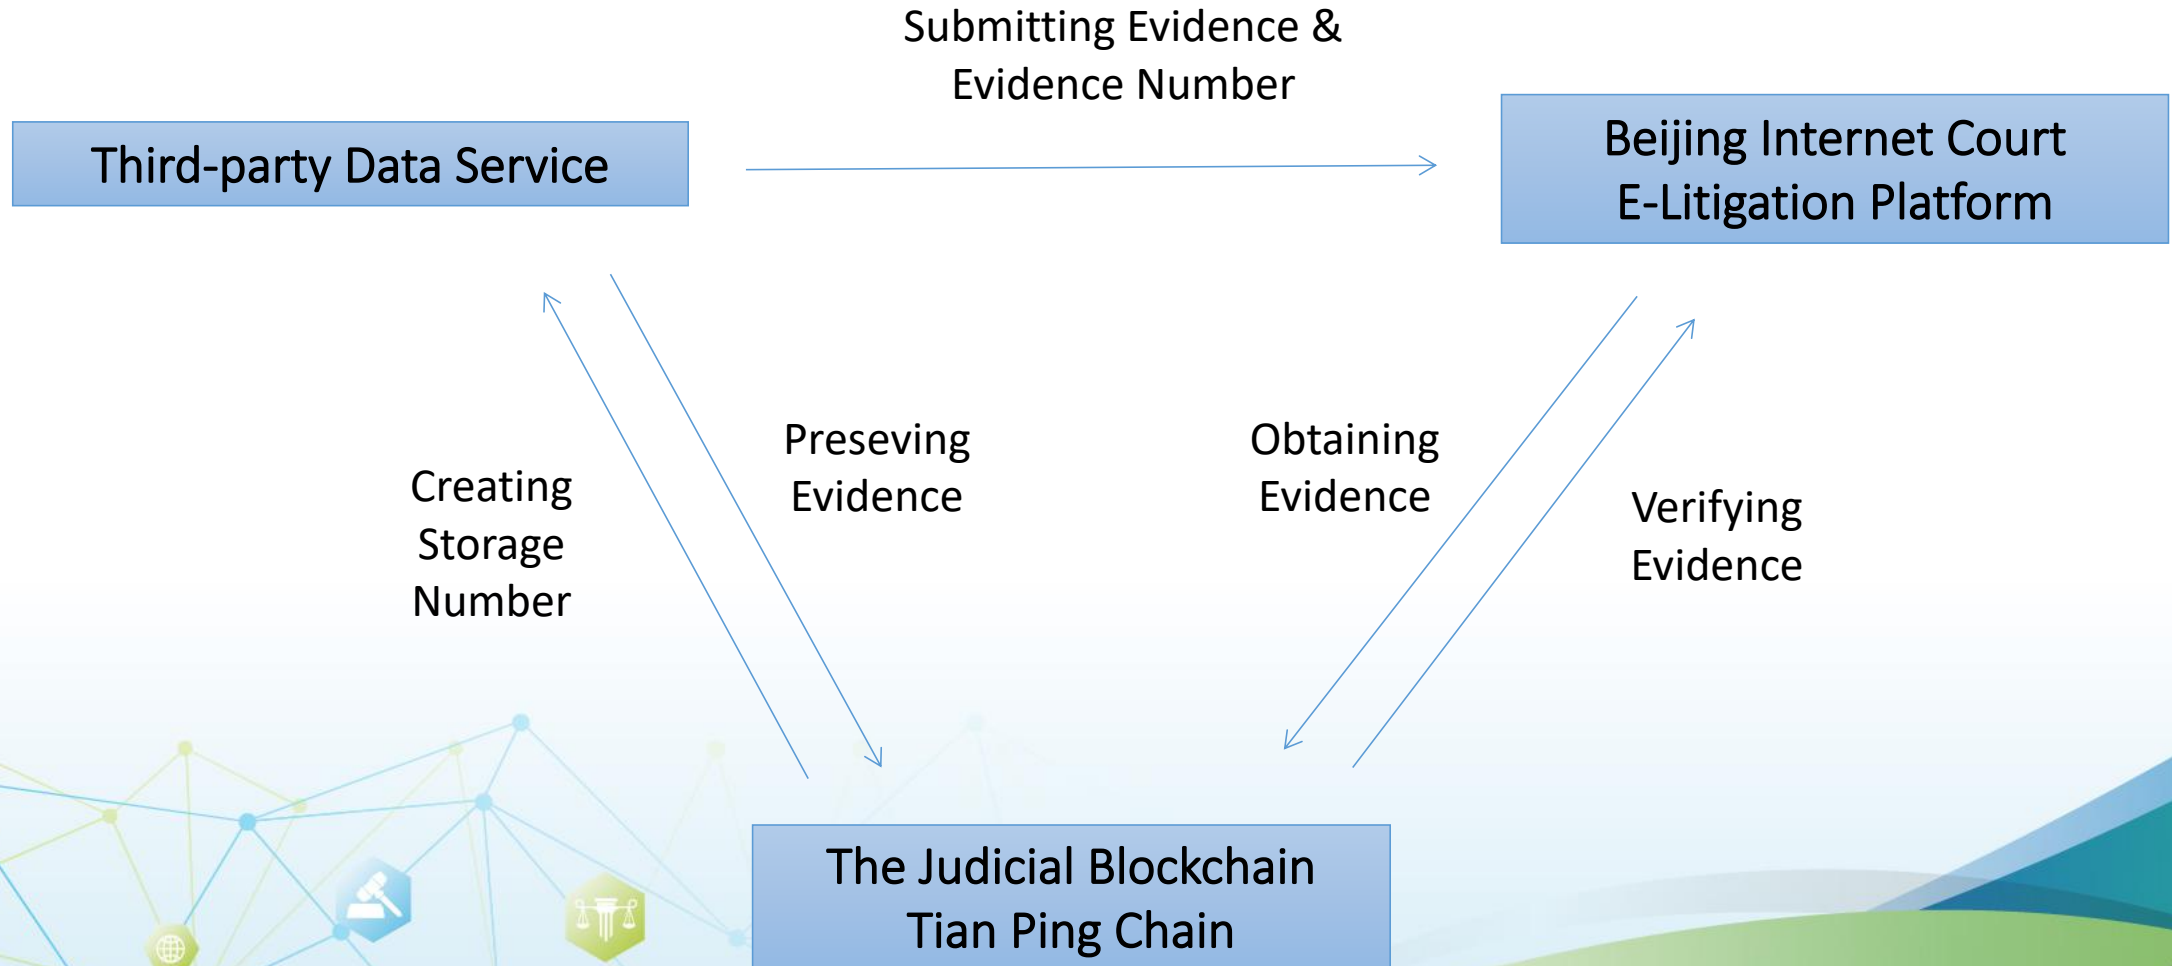 Submitting Evidence &
Evidence Number
Third-party Data Service
Beijing Internet Court
E-Litigation Platform
Creating
Storage
Number
Preseving
Evidence
Obtaining
Evidence
Verifying
Evidence
The Judicial Blockchain
Tian Ping Chain